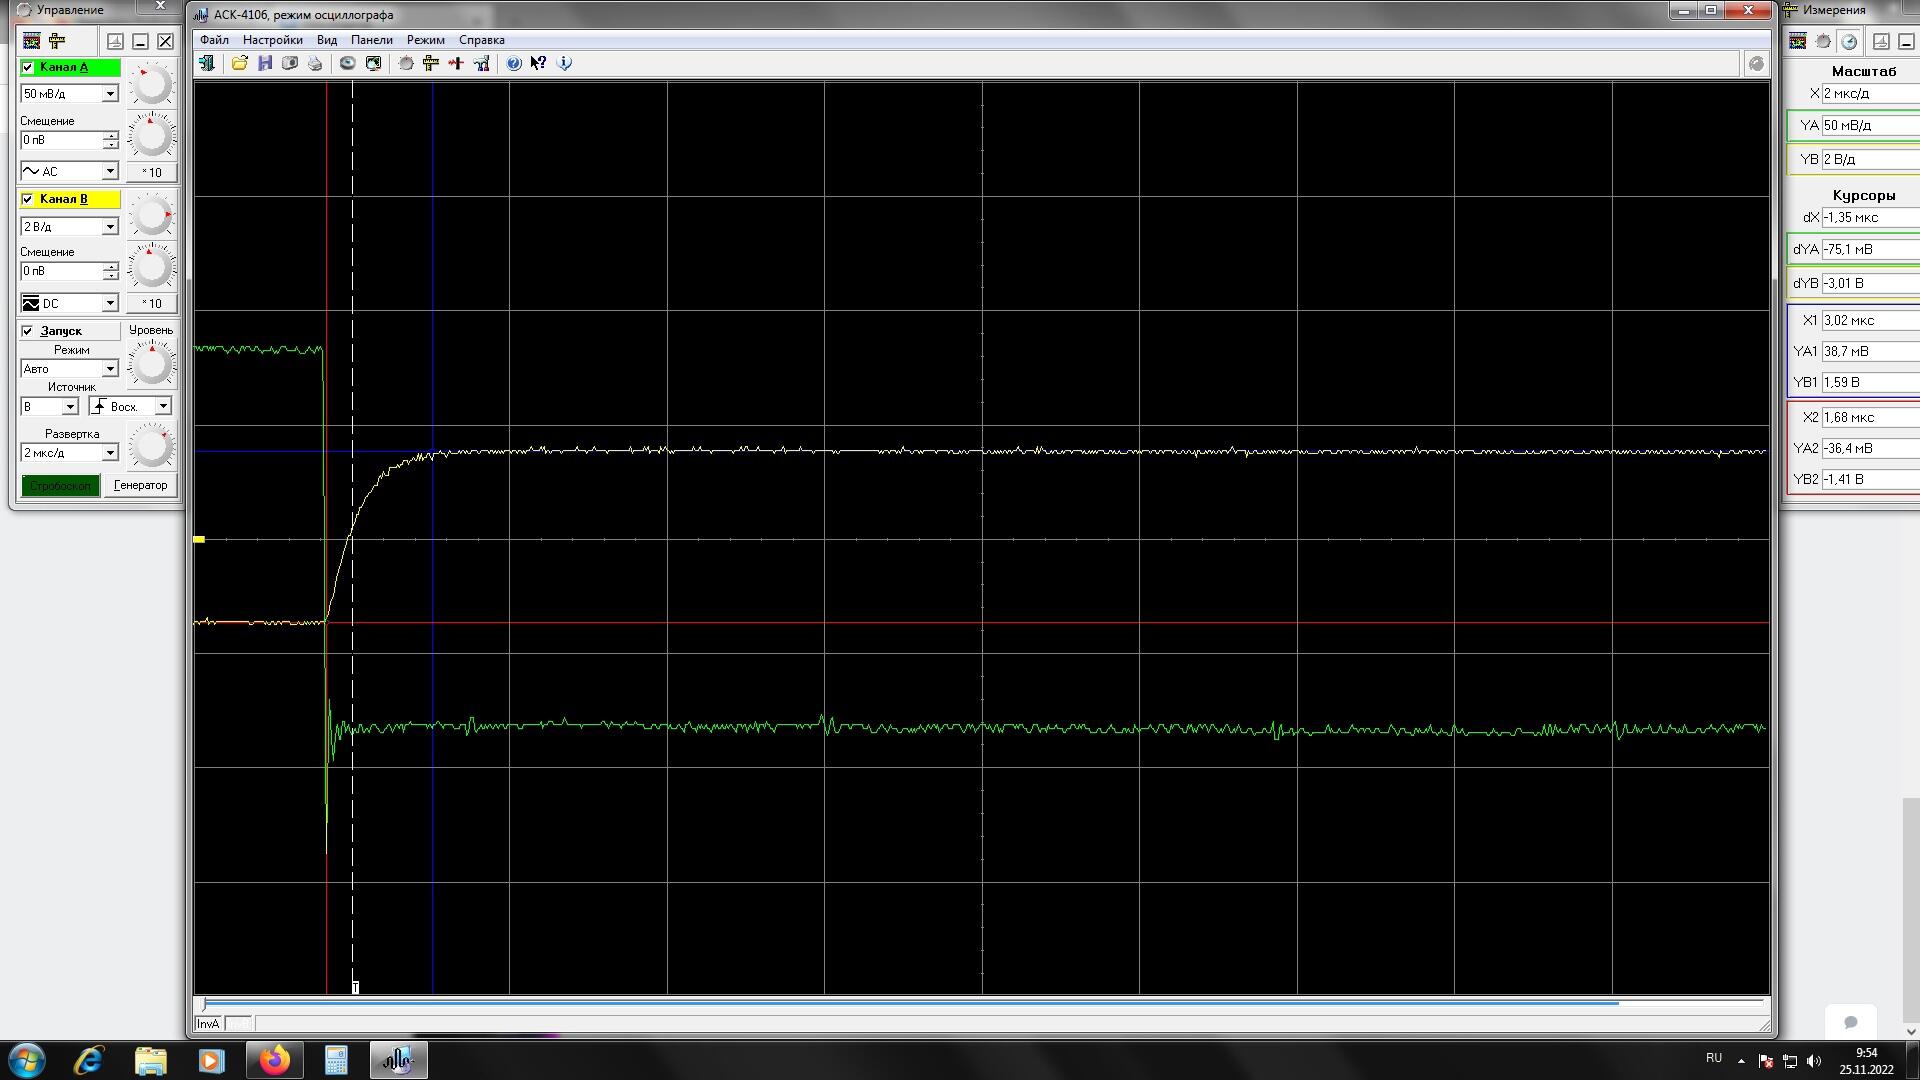 Управление
Канал A
50 мВ/д
Смещение
0 пВ
AC
*10
Канал B
2 В/д
Смещение
0 пВ
DC
*10
Запуск
Уровень
Режим
Авто
Источник
B
Восх.
Развертка
2 мкс/д
Стробоскоп
Генератор
АСК-4106, режим осциллографа
Файл Настройки Вид Панели Режим Справка
T
InvA
Измерения
Масштаб
X 2 мкс/д
YA 50 мВ/д
YB 2 В/д
Курсоры
dX -1,35 мкс
dYA -75,1 мВ
dYB -3,01 В
X1 3,02 мкс
YA1 38,7 мВ
YB1 1,59 В
X2 1,68 мкс
YA2 -36,4 мВ
YB2 -1,41 В
RU
9:54
25.11.2022